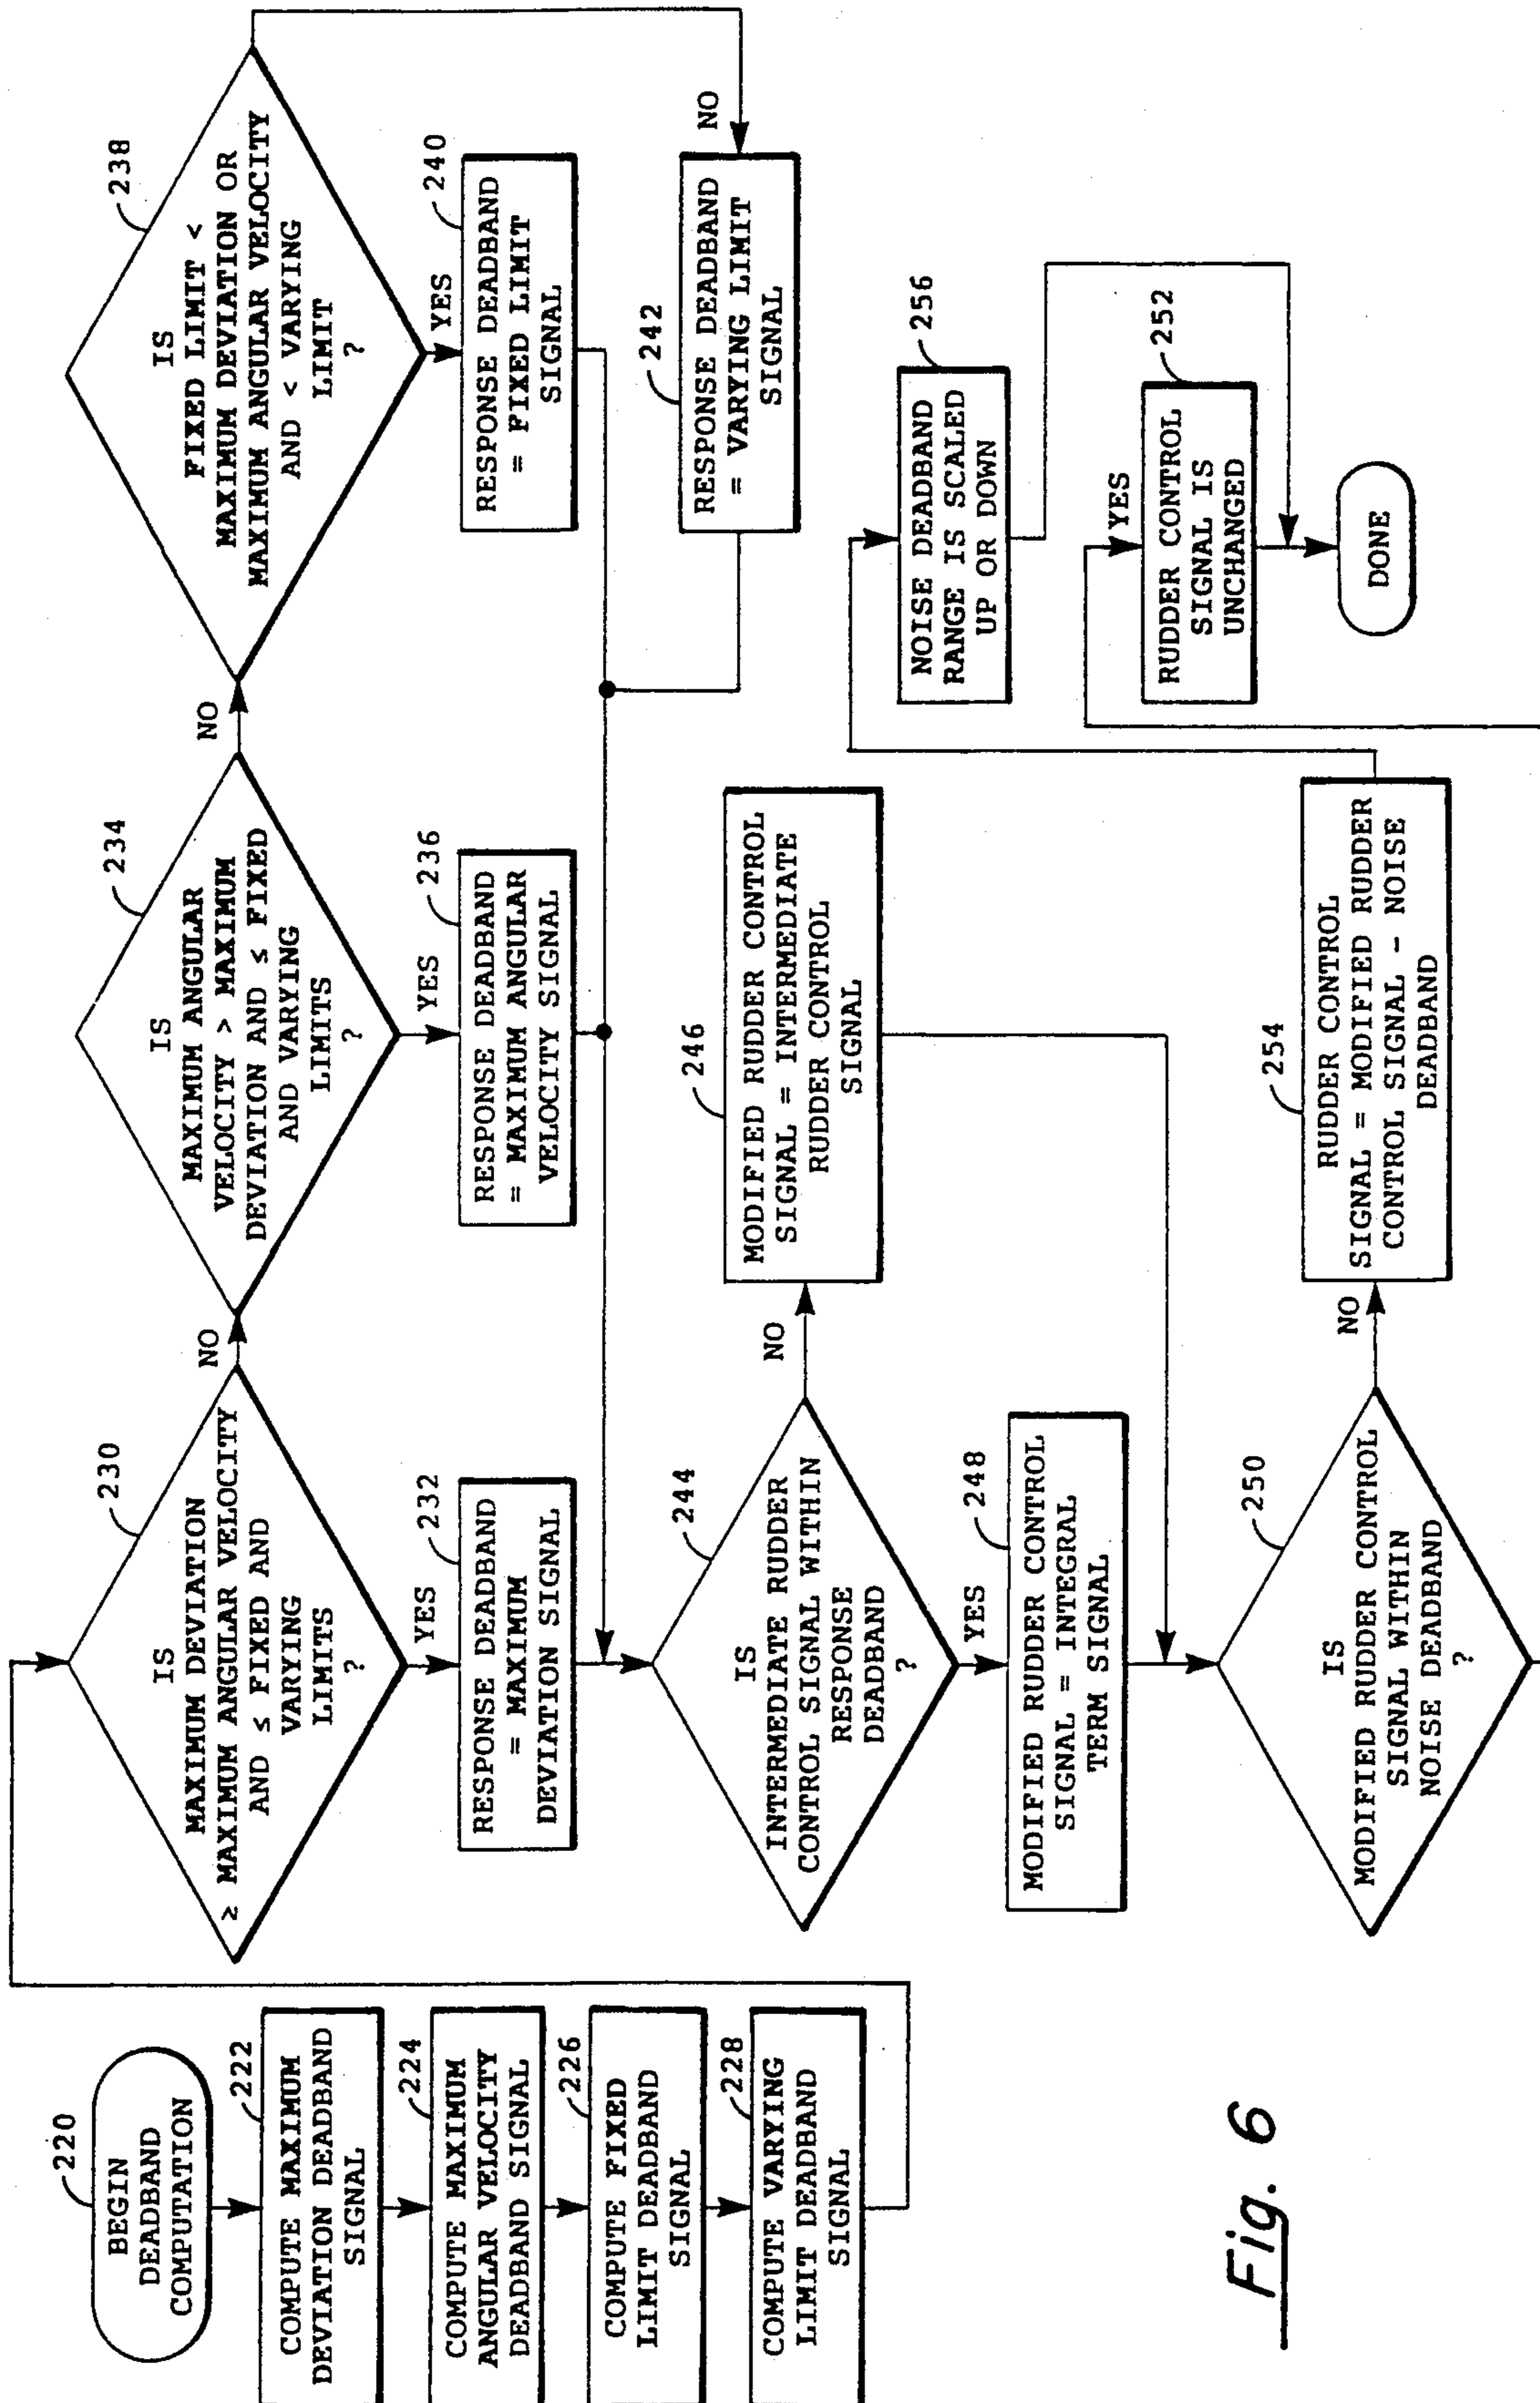 220
BEGIN
DEADBAND
COMPUTATION
222
COMPUTE MAXIMUM
DEVIATION DEADBAND
SIGNAL
224
COMPUTE MAXIMUM
ANGULAR VELOCITY
DEADBAND SIGNAL
226
COMPUTE FIXED
LIMIT DEADBAND
SIGNAL
228
COMPUTE VARYING
LIMIT DEADBAND
SIGNAL
230
IS
MAXIMUM DEVIATION
≥ MAXIMUM ANGULAR VELOCITY
AND ≤ FIXED AND
VARYING
LIMITS
?
NO
YES
232
RESPONSE DEADBAND
= MAXIMUM
DEVIATION SIGNAL
234
IS
MAXIMUM ANGULAR
VELOCITY > MAXIMUM
DEVIATION AND ≤ FIXED
AND VARYING
LIMITS
?
NO
YES
236
RESPONSE DEADBAND
= MAXIMUM ANGULAR
VELOCITY SIGNAL
238
IS
FIXED LIMIT <
MAXIMUM DEVIATION OR
MAXIMUM ANGULAR VELOCITY
AND < VARYING
LIMIT
?
YES
240
RESPONSE DEADBAND
= FIXED LIMIT
SIGNAL
NO
242
RESPONSE DEADBAND
= VARYING LIMIT
SIGNAL
244
IS
INTERMEDIATE RUDDER
CONTROL SIGNAL WITHIN
RESPONSE
DEADBAND
?
NO
246
MODIFIED RUDDER CONTROL
SIGNAL = INTERMEDIATE
RUDDER CONTROL
SIGNAL
YES
248
MODIFIED RUDDER CONTROL
SIGNAL = INTEGRAL
TERM SIGNAL
250
IS
MODIFIED RUDDER CONTROL
SIGNAL WITHIN
NOISE DEADBAND
?
NO
254
RUDDER CONTROL
SIGNAL = MODIFIED RUDDER
CONTROL SIGNAL - NOISE
DEADBAND
256
NOISE DEADBAND
RANGE IS SCALED
UP OR DOWN
YES
252
RUDDER CONTROL
SIGNAL IS
UNCHANGED
DONE
Fig. 6